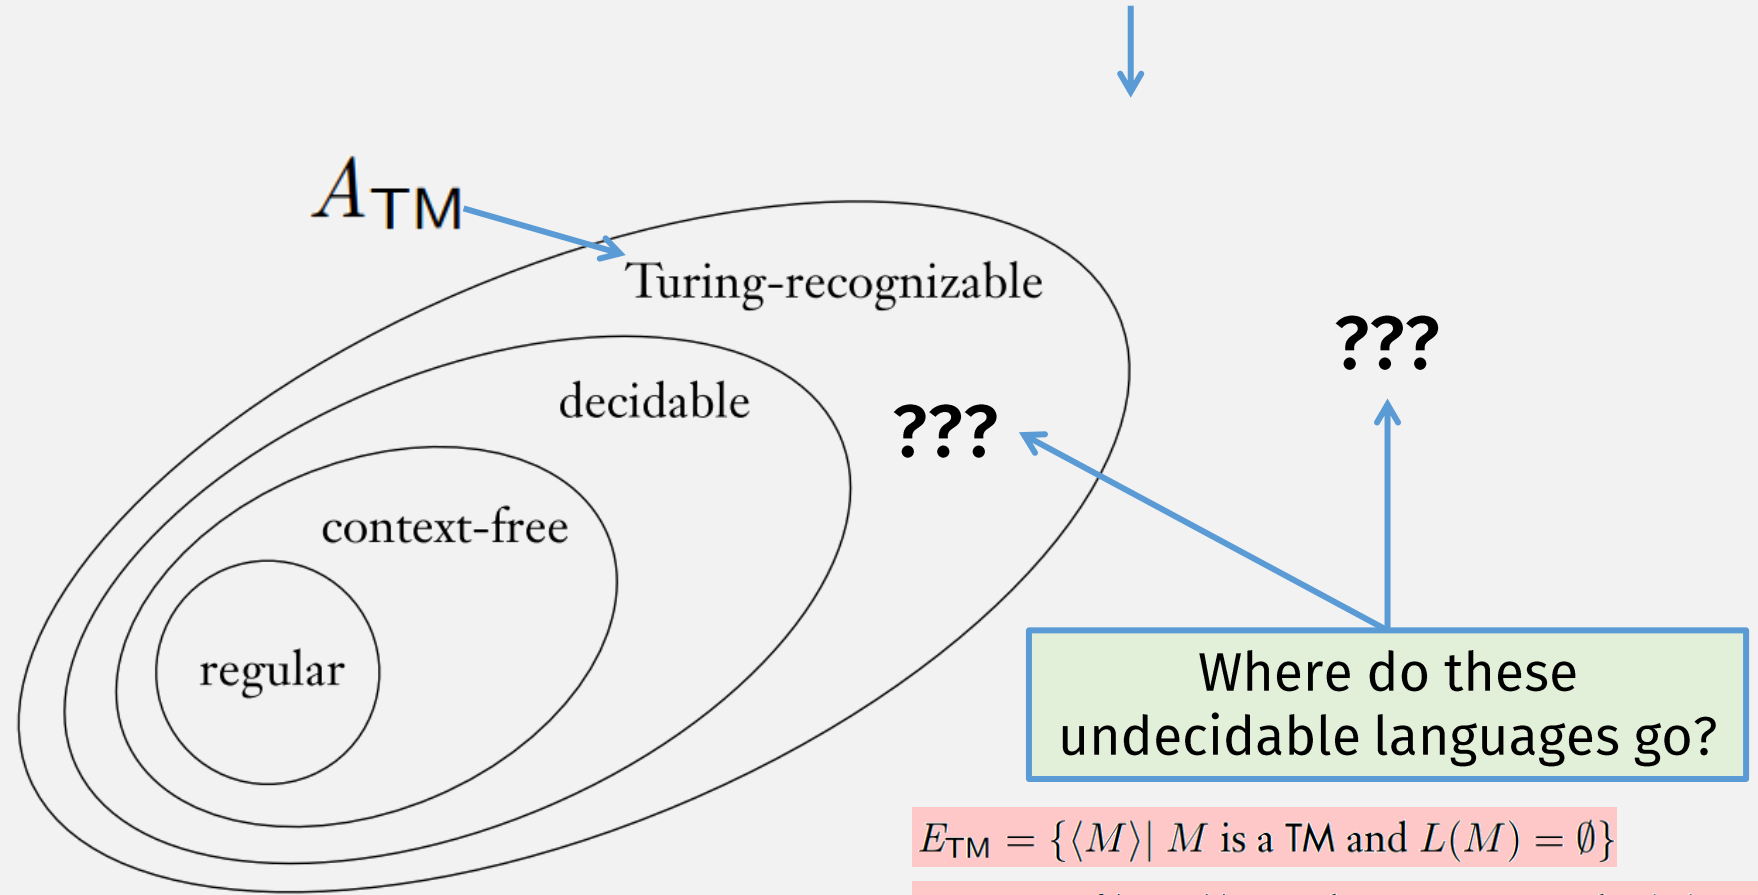 A_TM
Turing-recognizable
???
decidable
???
context-free
regular
Where do these
undecidable languages go?
E_TM = {⟨M⟩| M is a TM and L(M) = ∅}